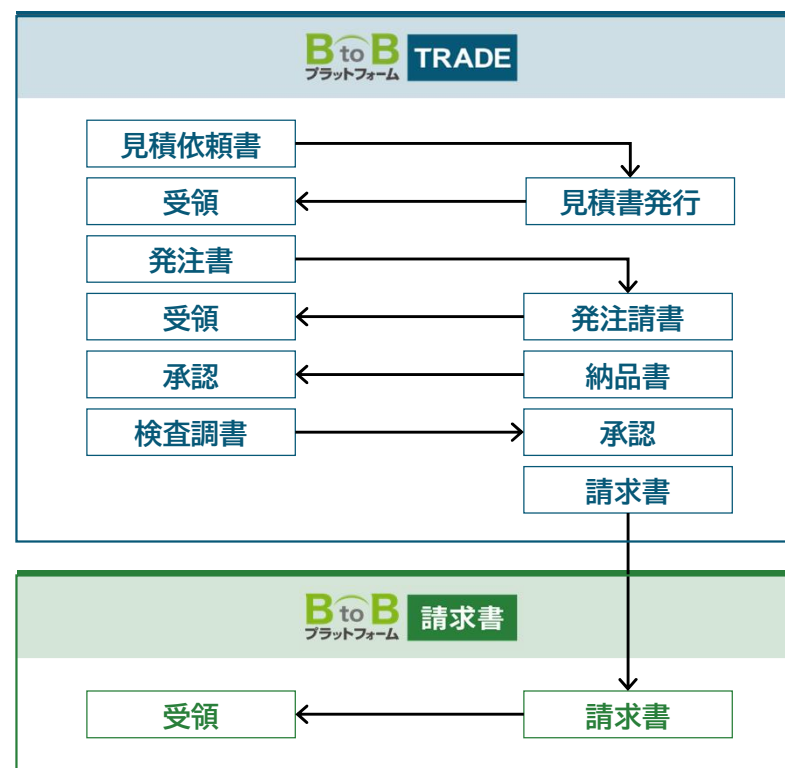 BtoB
プラットフォーム
TRADE
見積依頼書
受領
見積書発行
発注書
受領
発注請書
承認
納品書
検査調書
承認
請求書
BtoB
プラットフォーム
請求書
受領
請求書